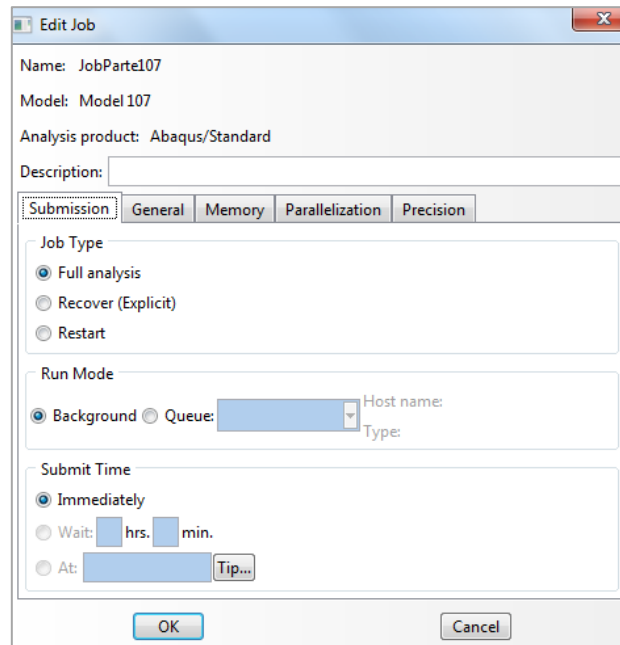 Edit Job
Name: JobParte107
Model: Model 107
Analysis product: Abaqus/Standard
Description:
Submission General Memory Parallelization Precision
Job Type
Full analysis
Recover (Explicit)
Restart
Run Mode
Background Queue: Host name:
Type:
Submit Time
Immediately
Wait: hrs. min.
At: Tip...
OK Cancel